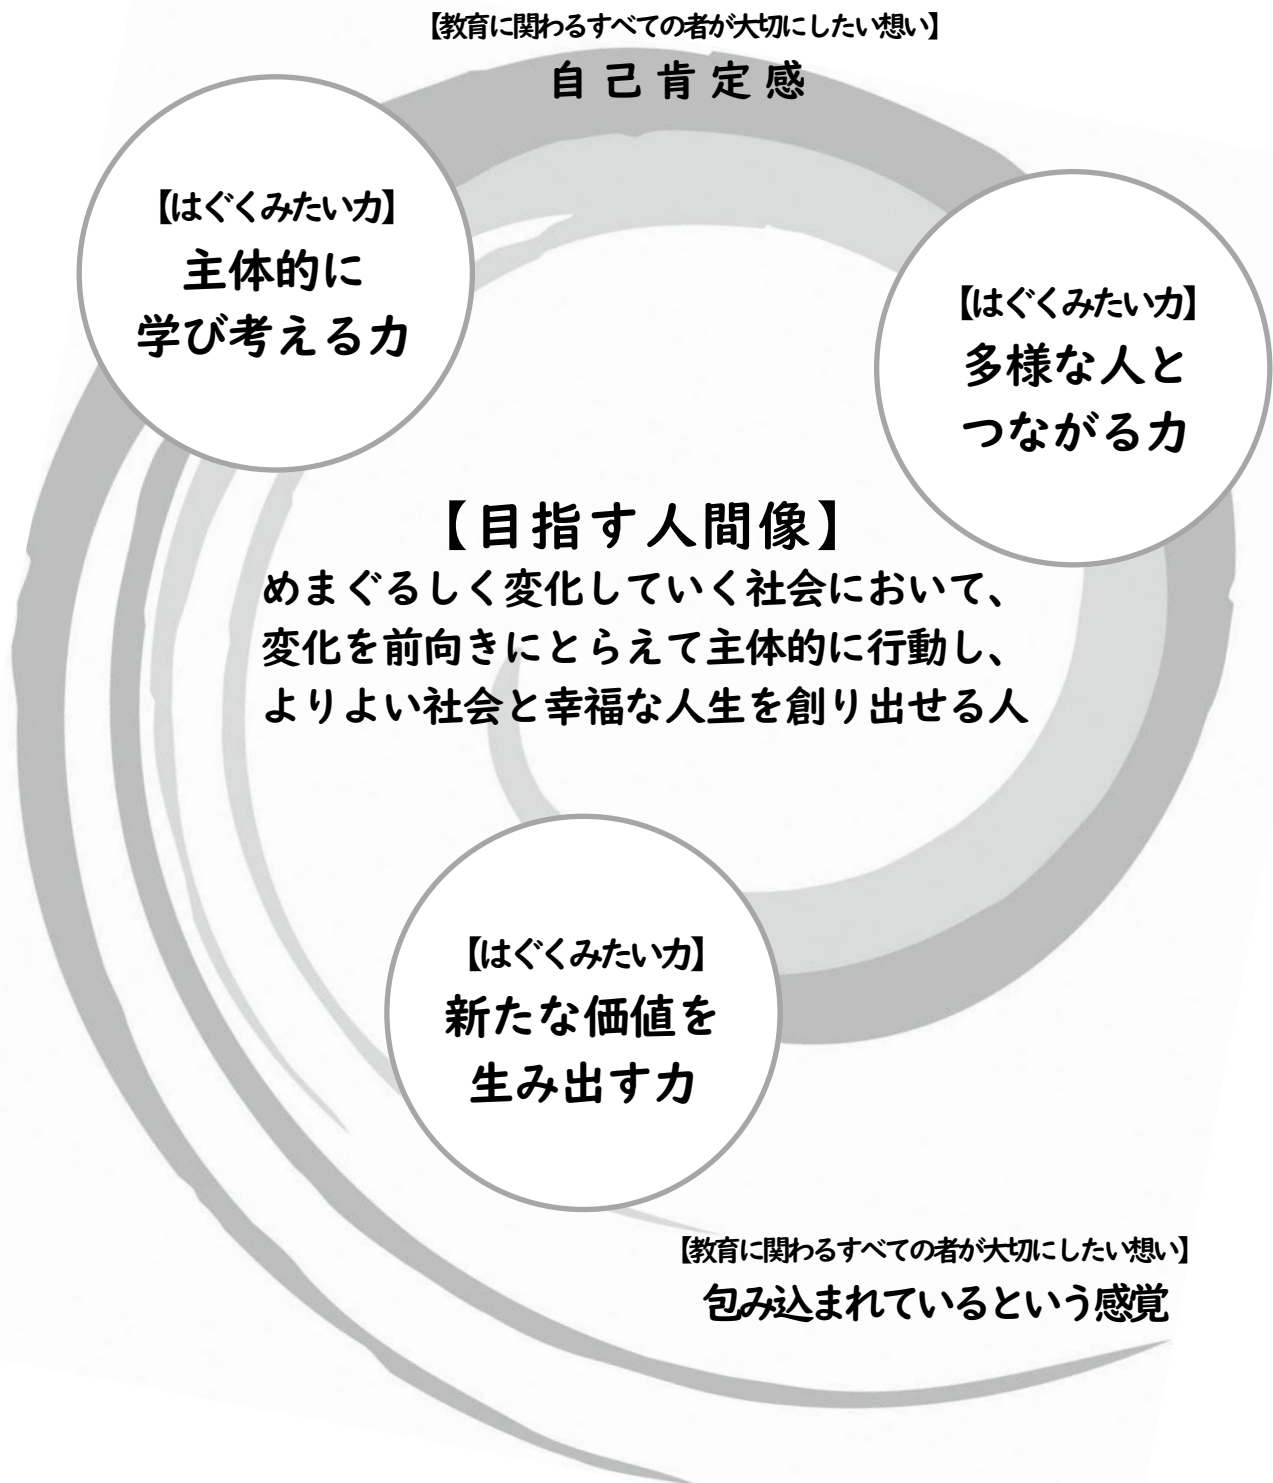 【教育に関わるすべての者が大切にしたい想い】
自己肯定感
【はぐくみたい力】
主体的に
学び考える力
【はぐくみたい力】
多様な人と
つながる力
【目指す人間像】
めまぐるしく変化していく社会において、
変化を前向きにとらえて主体的に行動し、
よりよい社会と幸福な人生を創り出せる人
【はぐくみたい力】
新たな価値を
生み出す力
【教育に関わるすべての者が大切にしたい想い】
包み込まれているという感覚